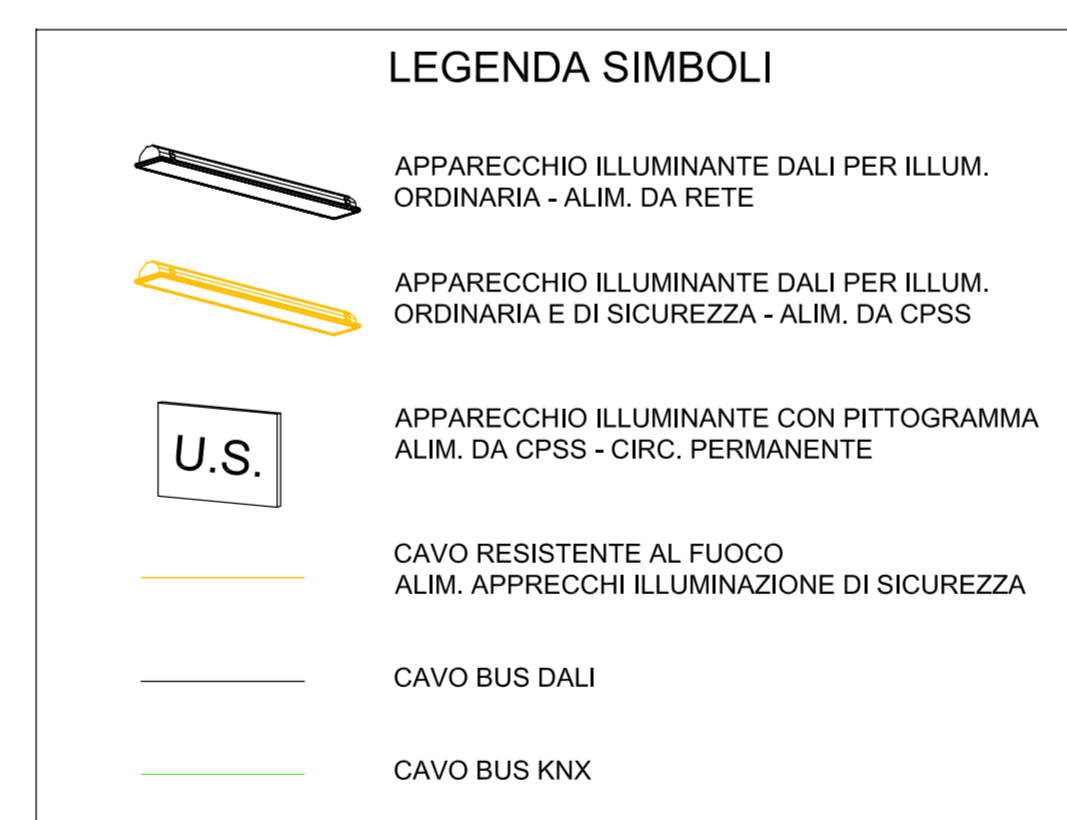 LEGENDA SIMBOLI
APPARECCHIO ILLUMINANTE DALI PER ILLUM.
ORDINARIA - ALIM. DA RETE
APPARECCHIO ILLUMINANTE DALI PER ILLUM.
ORDINARIA E DI SICUREZZA - ALIM. DA CPSS
U.S.
APPARECCHIO ILLUMINANTE CON PITTOGRAMMA
ALIM. DA CPSS - CIRC. PERMANENTE
CAVO RESISTENTE AL FUOCO
ALIM. APPRECCHI ILLUMINAZIONE DI SICUREZZA
CAVO BUS DALI
CAVO BUS KNX